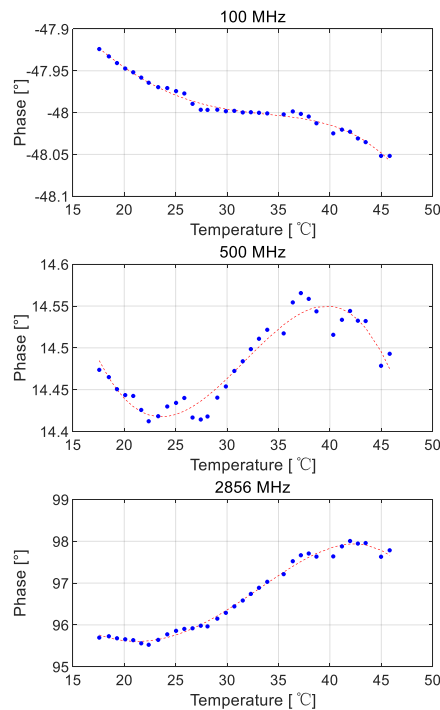 100 MHz
-47.9
-47.95
-48
-48.05
-48.1
Phase [°]
15 20 25 30 35 40 45 50
Temperature [ ℃]
500 MHz
14.6
14.55
14.5
14.45
14.4
Phase [°]
15 20 25 30 35 40 45 50
Temperature [ ℃]
2856 MHz
99
98
97
96
95
Phase [°]
15 20 25 30 35 40 45 50
Temperature [ ℃]